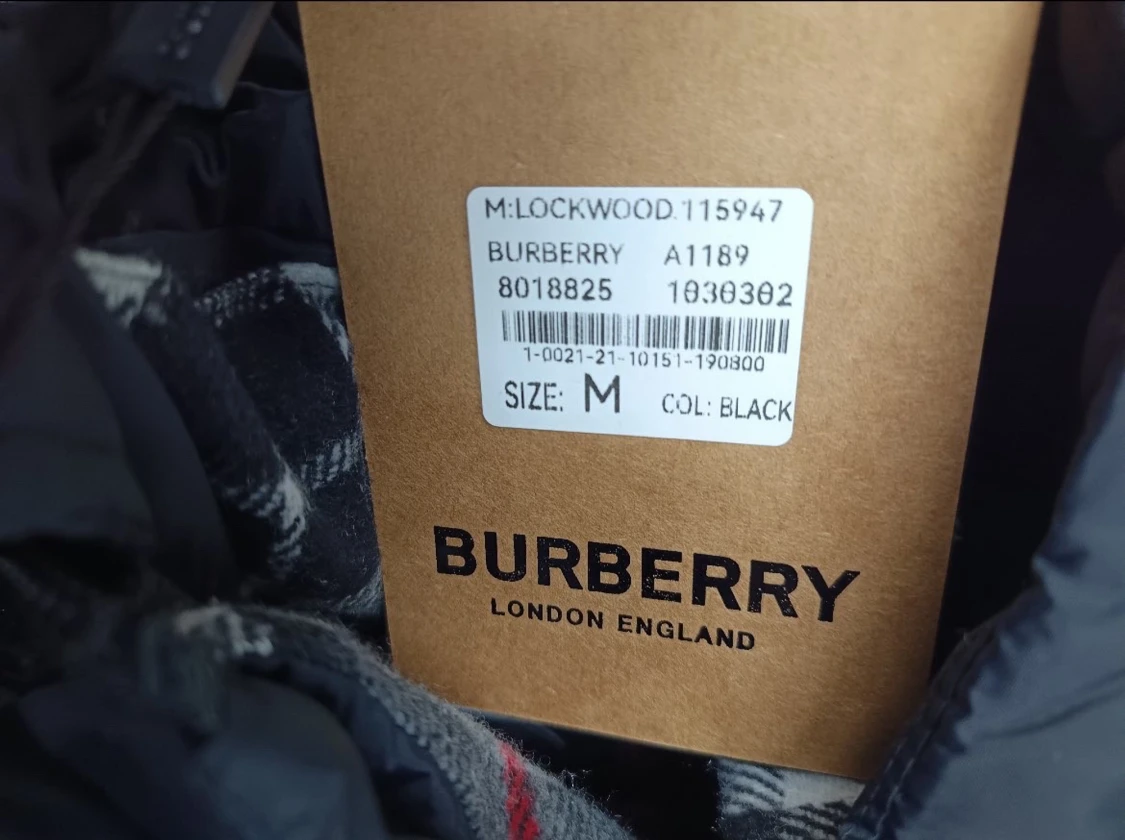 M:LOCKWOOD.115947
BURBERRY A1189
8018825 1030302
1-0021-21-10151-190800
SIZE: M COL: BLACK
BURBERRY
LONDON ENGLAND